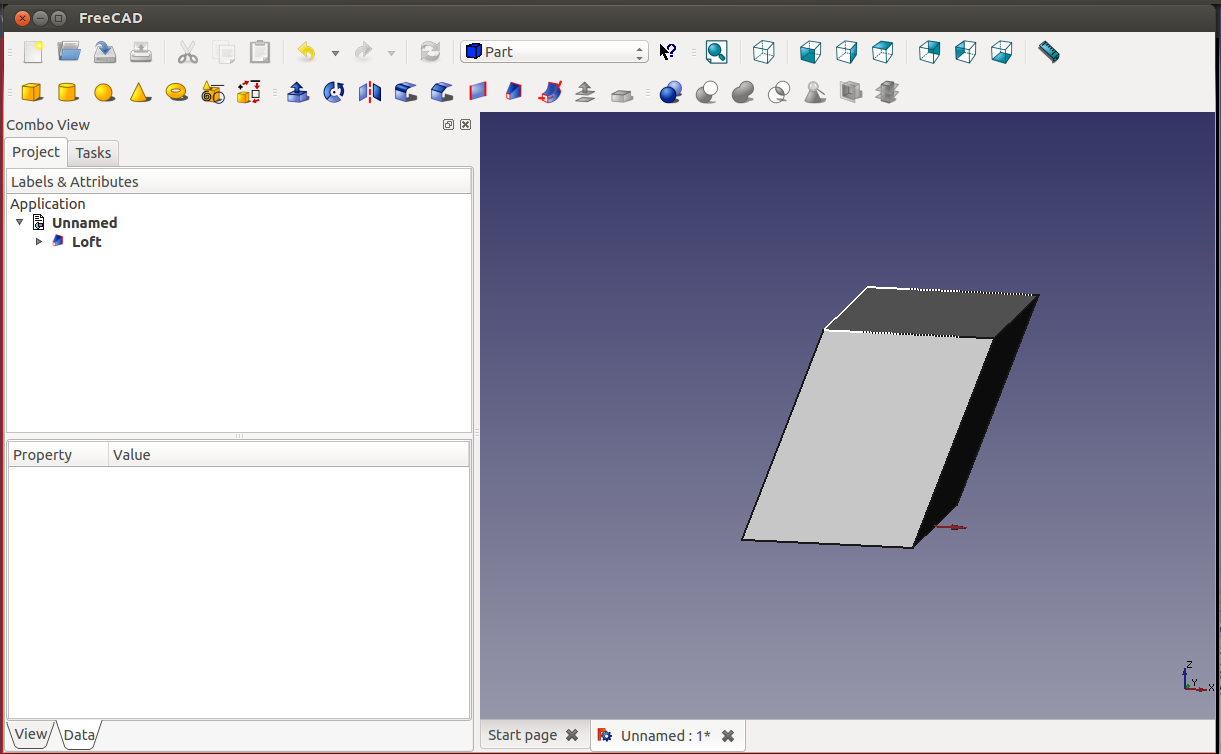 FreeCAD
Part
Combo View
Project Tasks
Labels & Attributes
Application
Unnamed
Loft
Property Value
Z
Y
X
View Data
Start page Unnamed : 1*